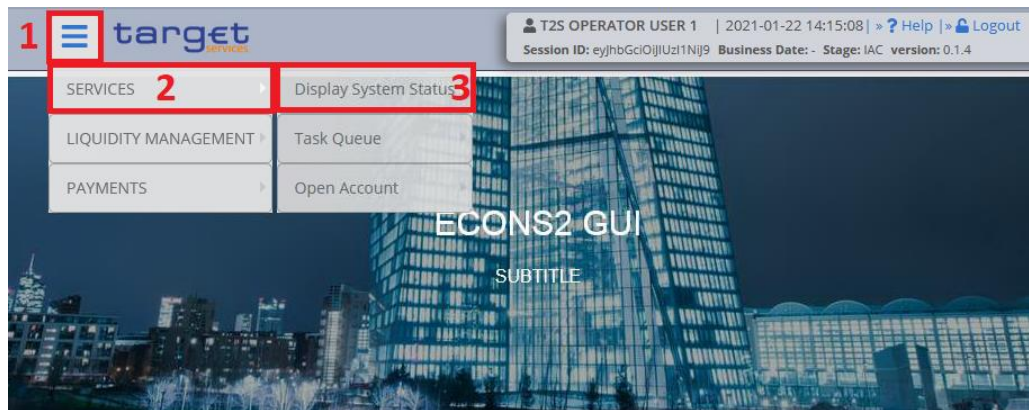 1 target services
T2S OPERATOR USER 1 | 2021-01-22 14:15:08| » ? Help |» Logout
Session ID: eyJhbGciOiJIUzI1NiJ9 Business Date: - Stage: IAC version: 0.1.4
SERVICES 2 Display System Status 3
LIQUIDITY MANAGEMENT Task Queue
PAYMENTS Open Account
ECONS2 GUI
SUBTITLE